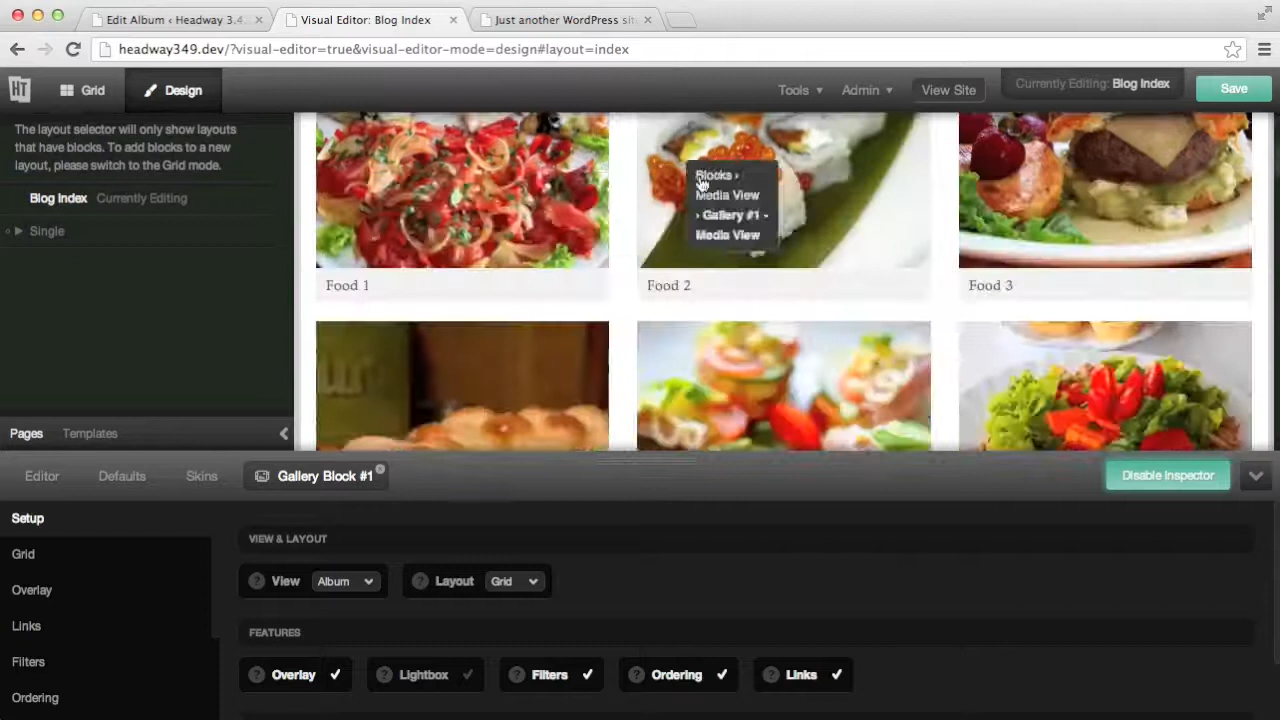 Edit Album ‹ Headway 3.4...
Visual Editor: Blog Index
Just another WordPress sit
headway349.dev/?visual-editor=true&visual-editor-mode=design#layout=index
HT
Grid
Design
Tools
Admin
View Site
Currently Editing: Blog Index
Save
The layout selector will only show layouts
that have blocks. To add blocks to a new
layout, please switch to the Grid mode.
Blog Index Currently Editing
Single
Blocks ›
Media View
› Gallery #1 -
Media View
Food 1
Food 2
Food 3
Pages
Templates
Editor
Defaults
Skins
Gallery Block #1
Disable Inspector
Setup
Grid
Overlay
Links
Filters
Ordering
VIEW & LAYOUT
? View Album
? Layout Grid
FEATURES
? Overlay ✓
? Lightbox ✓
? Filters ✓
? Ordering ✓
? Links ✓